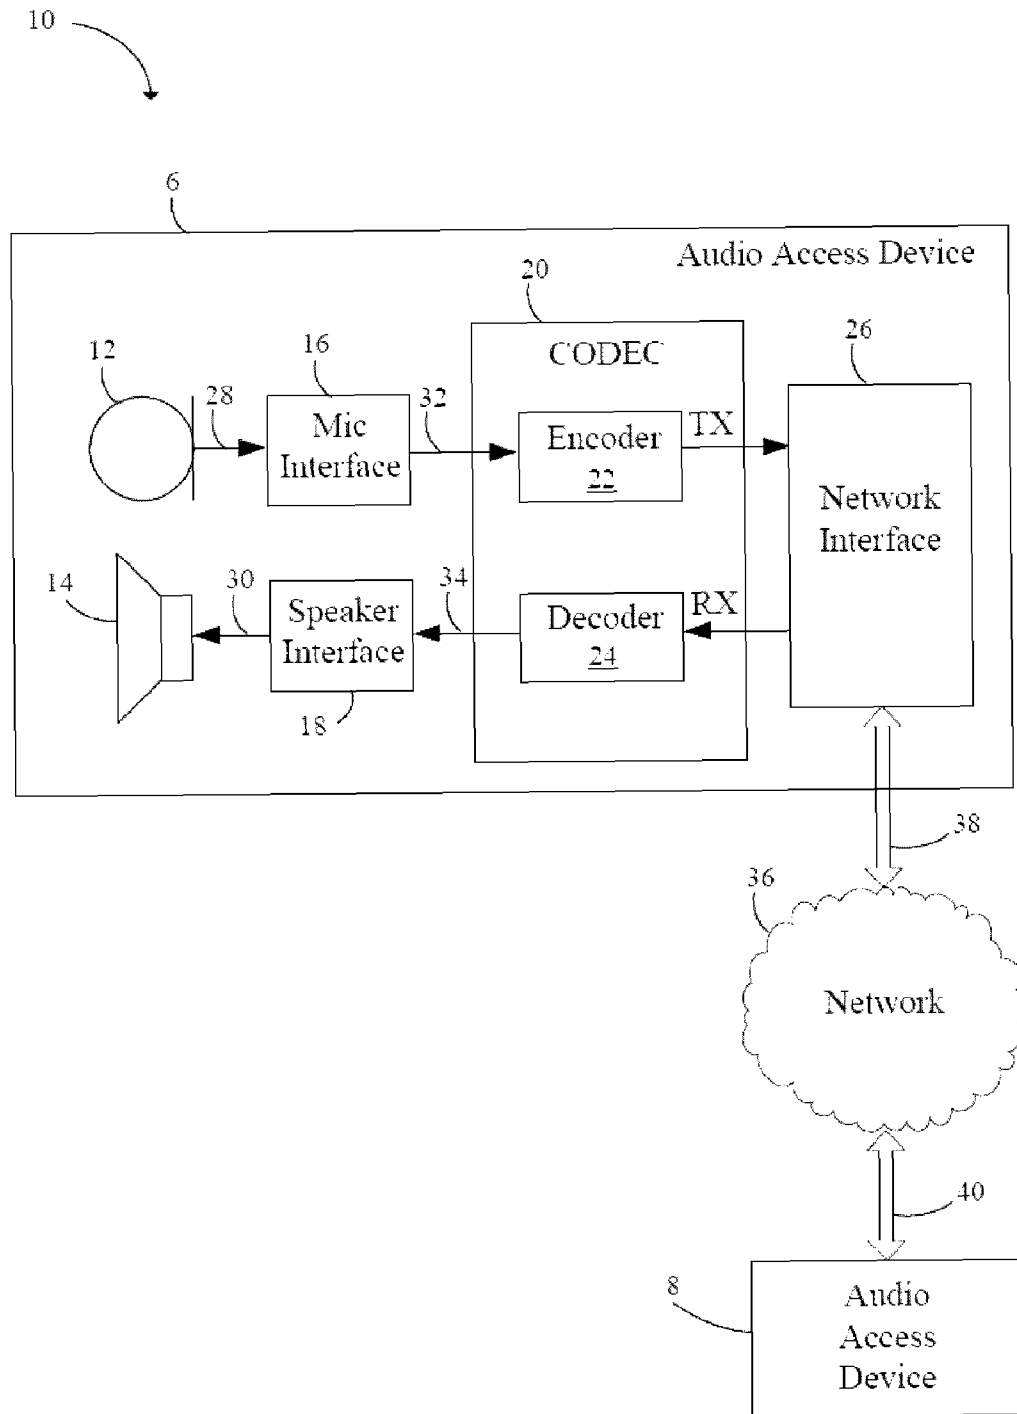 10
6
Audio Access Device
20
CODEC
26
12
28
16
Mic
Interface
32
Encoder
22
TX
Network
Interface
14
30
Speaker
Interface
18
34
Decoder
24
RX
38
36
Network
40
8
Audio
Access
Device